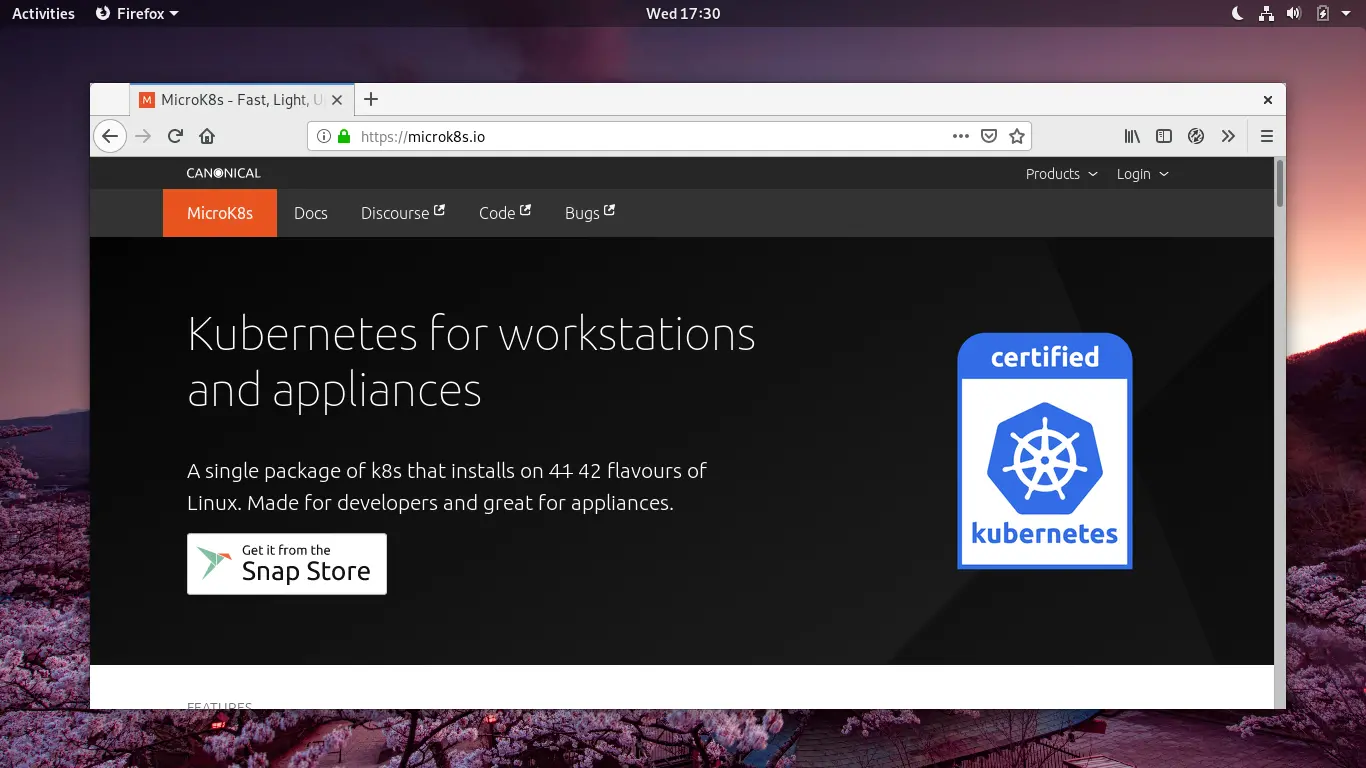 Activities Firefox Wed 17:30
M MicroK8s - Fast, Light, U
https://microk8s.io
CANONICAL Products Login
MicroK8s Docs Discourse Code Bugs
Kubernetes for workstations
and appliances
A single package of k8s that installs on 41 42 flavours of
Linux. Made for developers and great for appliances.
Get it from the
Snap Store
certified
kubernetes
FEATURES